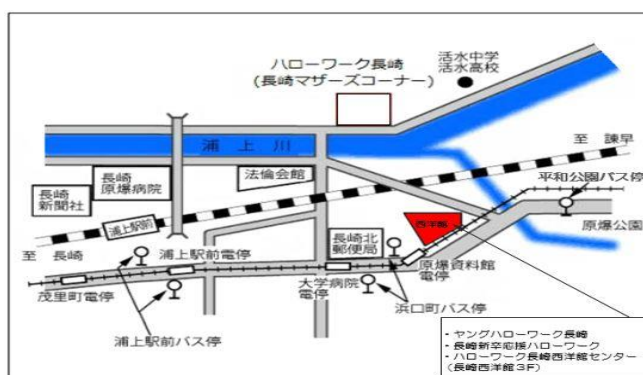 ハローワーク長崎
(長崎マザーズコーナー)
活水中学
活水高校
至 諫早
浦上川
平和公園バス停
法倫会館
長崎
原爆病院
長崎
新聞社
西洋館
原爆公園
浦上駅前
長崎北
郵便局
至 長崎
浦上駅前電停
原爆資料館
電停
大学病院
電停
茂里町電停
浜口町バス停
浦上駅前バス停
・ヤングハローワーク長崎
・長崎新卒応援ハローワーク
・ハローワーク長崎西洋館センター
(長崎西洋館3F)